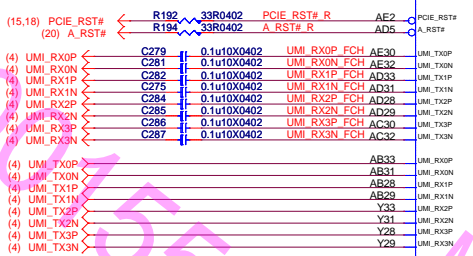 (15,18) PCIE_RST# R192 33R0402 PCIE_RST#_R AE2 PCIE_RST#
(20) A_RST# R194 33R0402 A_RST#_R AD5 A_RST#
(4) UMI_RX0P C279 0.1u10X0402 UMI_RX0P_FCH AE30 UMI_TX0P
(4) UMI_RX0N C281 0.1u10X0402 UMI_RX0N_FCH AE32 UMI_TX0N
(4) UMI_RX1P C282 0.1u10X0402 UMI_RX1P_FCH AD33 UMI_TX1P
(4) UMI_RX1N C275 0.1u10X0402 UMI_RX1N_FCH AD31 UMI_TX1N
(4) UMI_RX2P C284 0.1u10X0402 UMI_RX2P_FCH AD28 UMI_TX2P
(4) UMI_RX2N C285 0.1u10X0402 UMI_RX2N_FCH AD29 UMI_TX2N
(4) UMI_RX3P C286 0.1u10X0402 UMI_RX3P_FCH AC30 UMI_TX3P
(4) UMI_RX3N C287 0.1u10X0402 UMI_RX3N_FCH AC32 UMI_TX3N
(4) UMI_TX0P AB33 UMI_RX0P
(4) UMI_TX0N AB31 UMI_RX0N
(4) UMI_TX1P AB28 UMI_RX1P
(4) UMI_TX1N AB29 UMI_RX1N
(4) UMI_TX2P Y33 UMI_RX2P
(4) UMI_TX2N Y31 UMI_RX2N
(4) UMI_TX3P Y28 UMI_RX3P
(4) UMI_TX3N Y29 UMI_RX3N